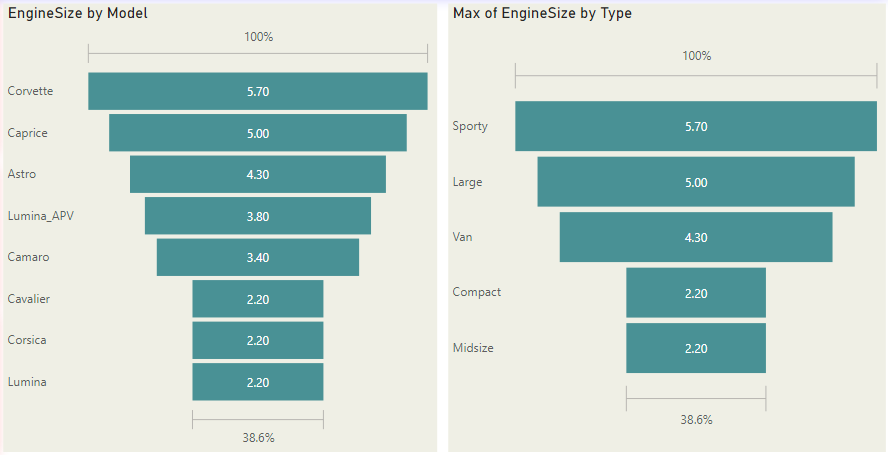 EngineSize by Model
100%
Corvette 5.70
Caprice 5.00
Astro 4.30
Lumina_APV 3.80
Camaro 3.40
Cavalier 2.20
Corsica 2.20
Lumina 2.20
38.6%
Max of EngineSize by Type
100%
Sporty 5.70
Large 5.00
Van 4.30
Compact 2.20
Midsize 2.20
38.6%